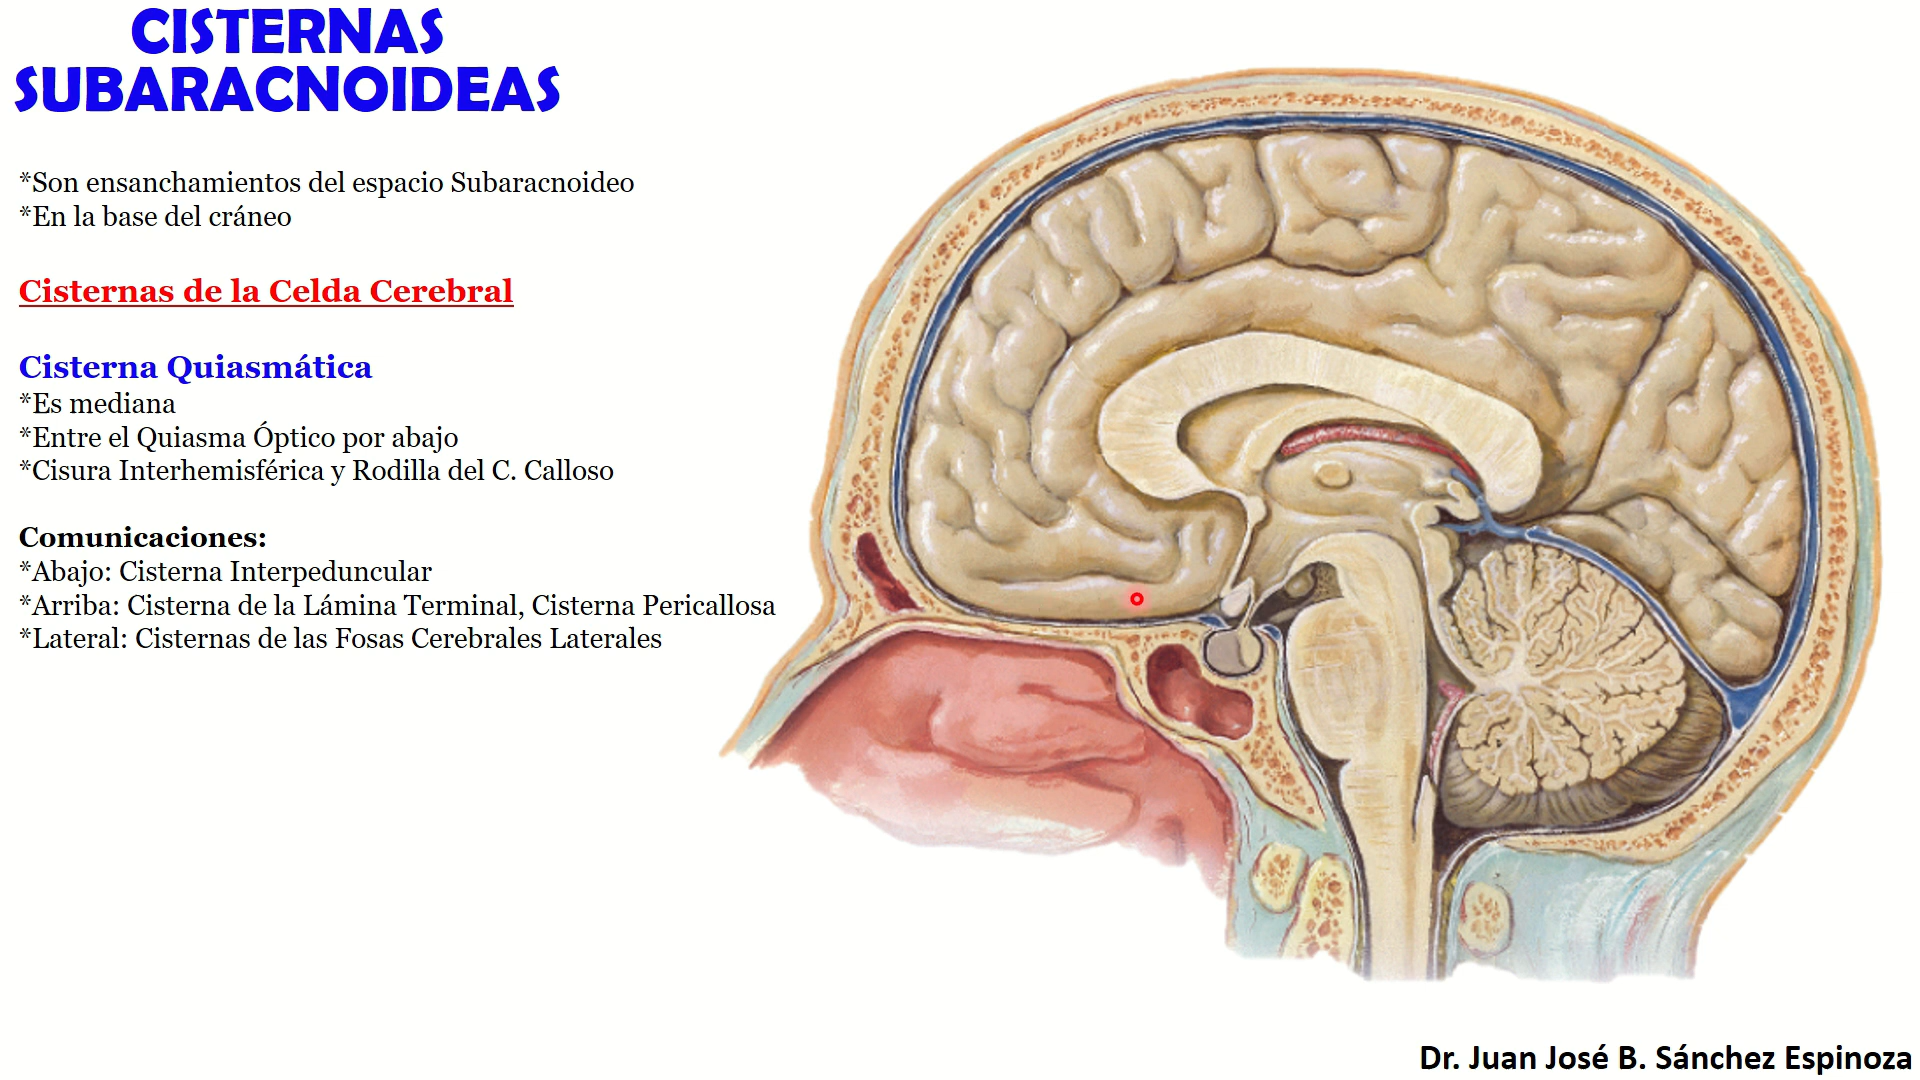 CISTERNAS
SUBARACNOIDEAS
*Son ensanchamientos del espacio Subaracnoideo
*En la base del cráneo
Cisternas de la Celda Cerebral
Cisterna Quiasmática
*Es mediana
*Entre el Quiasma Óptico por abajo
*Cisura Interhemisférica y Rodilla del C. Calloso
Comunicaciones:
*Abajo: Cisterna Interpeduncular
*Arriba: Cisterna de la Lámina Terminal, Cisterna Pericallosa
*Lateral: Cisternas de las Fosas Cerebrales Laterales
Dr. Juan José B. Sánchez Espinoza